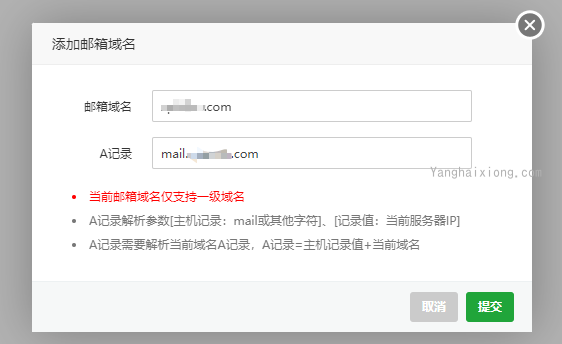 添加邮箱域名
邮箱域名
.com
A记录
mail. .com
Yanghaixiong.com
当前邮箱域名仅支持一级域名
A记录解析参数[主机记录：mail或其他字符]、[记录值：当前服务器IP]
A记录需要解析当前域名A记录，A记录=主机记录值+当前域名
取消
提交